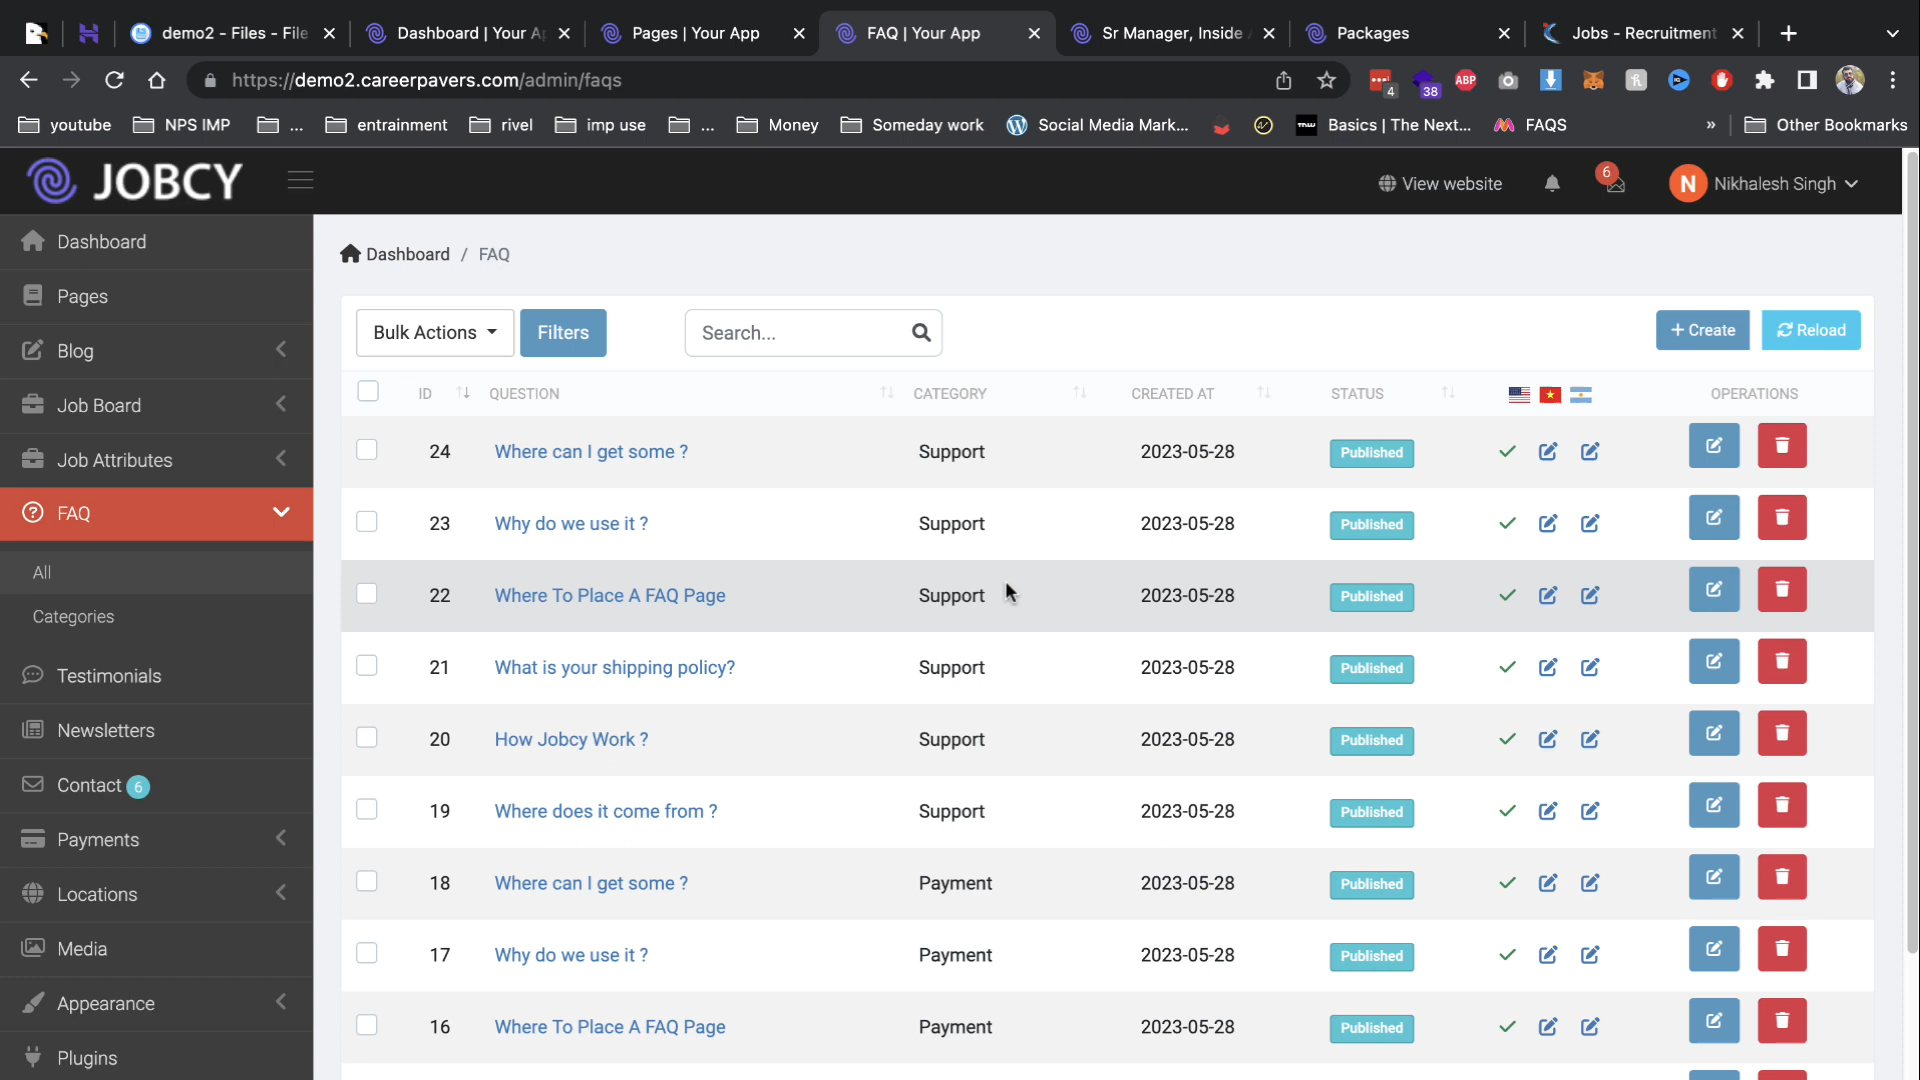 demo2 - Files - File
Dashboard | Your Ap
Pages | Your App
FAQ | Your App
Sr Manager, Inside
Packages
Jobs - Recruitment
https://demo2.careerpavers.com/admin/faqs
4
38
ABP
youtube
NPS IMP
...
entrainment
rivel
imp use
...
Money
Someday work
Social Media Mark...
Basics | The Next...
FAQS
»
Other Bookmarks
JOBCY
View website
6
N
Nikhalesh Singh
Dashboard
Pages
Blog
Job Board
Job Attributes
FAQ
All
Categories
Testimonials
Newsletters
Contact 6
Payments
Locations
Media
Appearance
Plugins
Dashboard / FAQ
Bulk Actions
Filters
Search...
+ Create
Reload
ID QUESTION CATEGORY CREATED AT STATUS OPERATIONS
24 Where can I get some ? Support 2023-05-28 Published
23 Why do we use it ? Support 2023-05-28 Published
22 Where To Place A FAQ Page Support 2023-05-28 Published
21 What is your shipping policy? Support 2023-05-28 Published
20 How Jobcy Work ? Support 2023-05-28 Published
19 Where does it come from ? Support 2023-05-28 Published
18 Where can I get some ? Payment 2023-05-28 Published
17 Why do we use it ? Payment 2023-05-28 Published
16 Where To Place A FAQ Page Payment 2023-05-28 Published